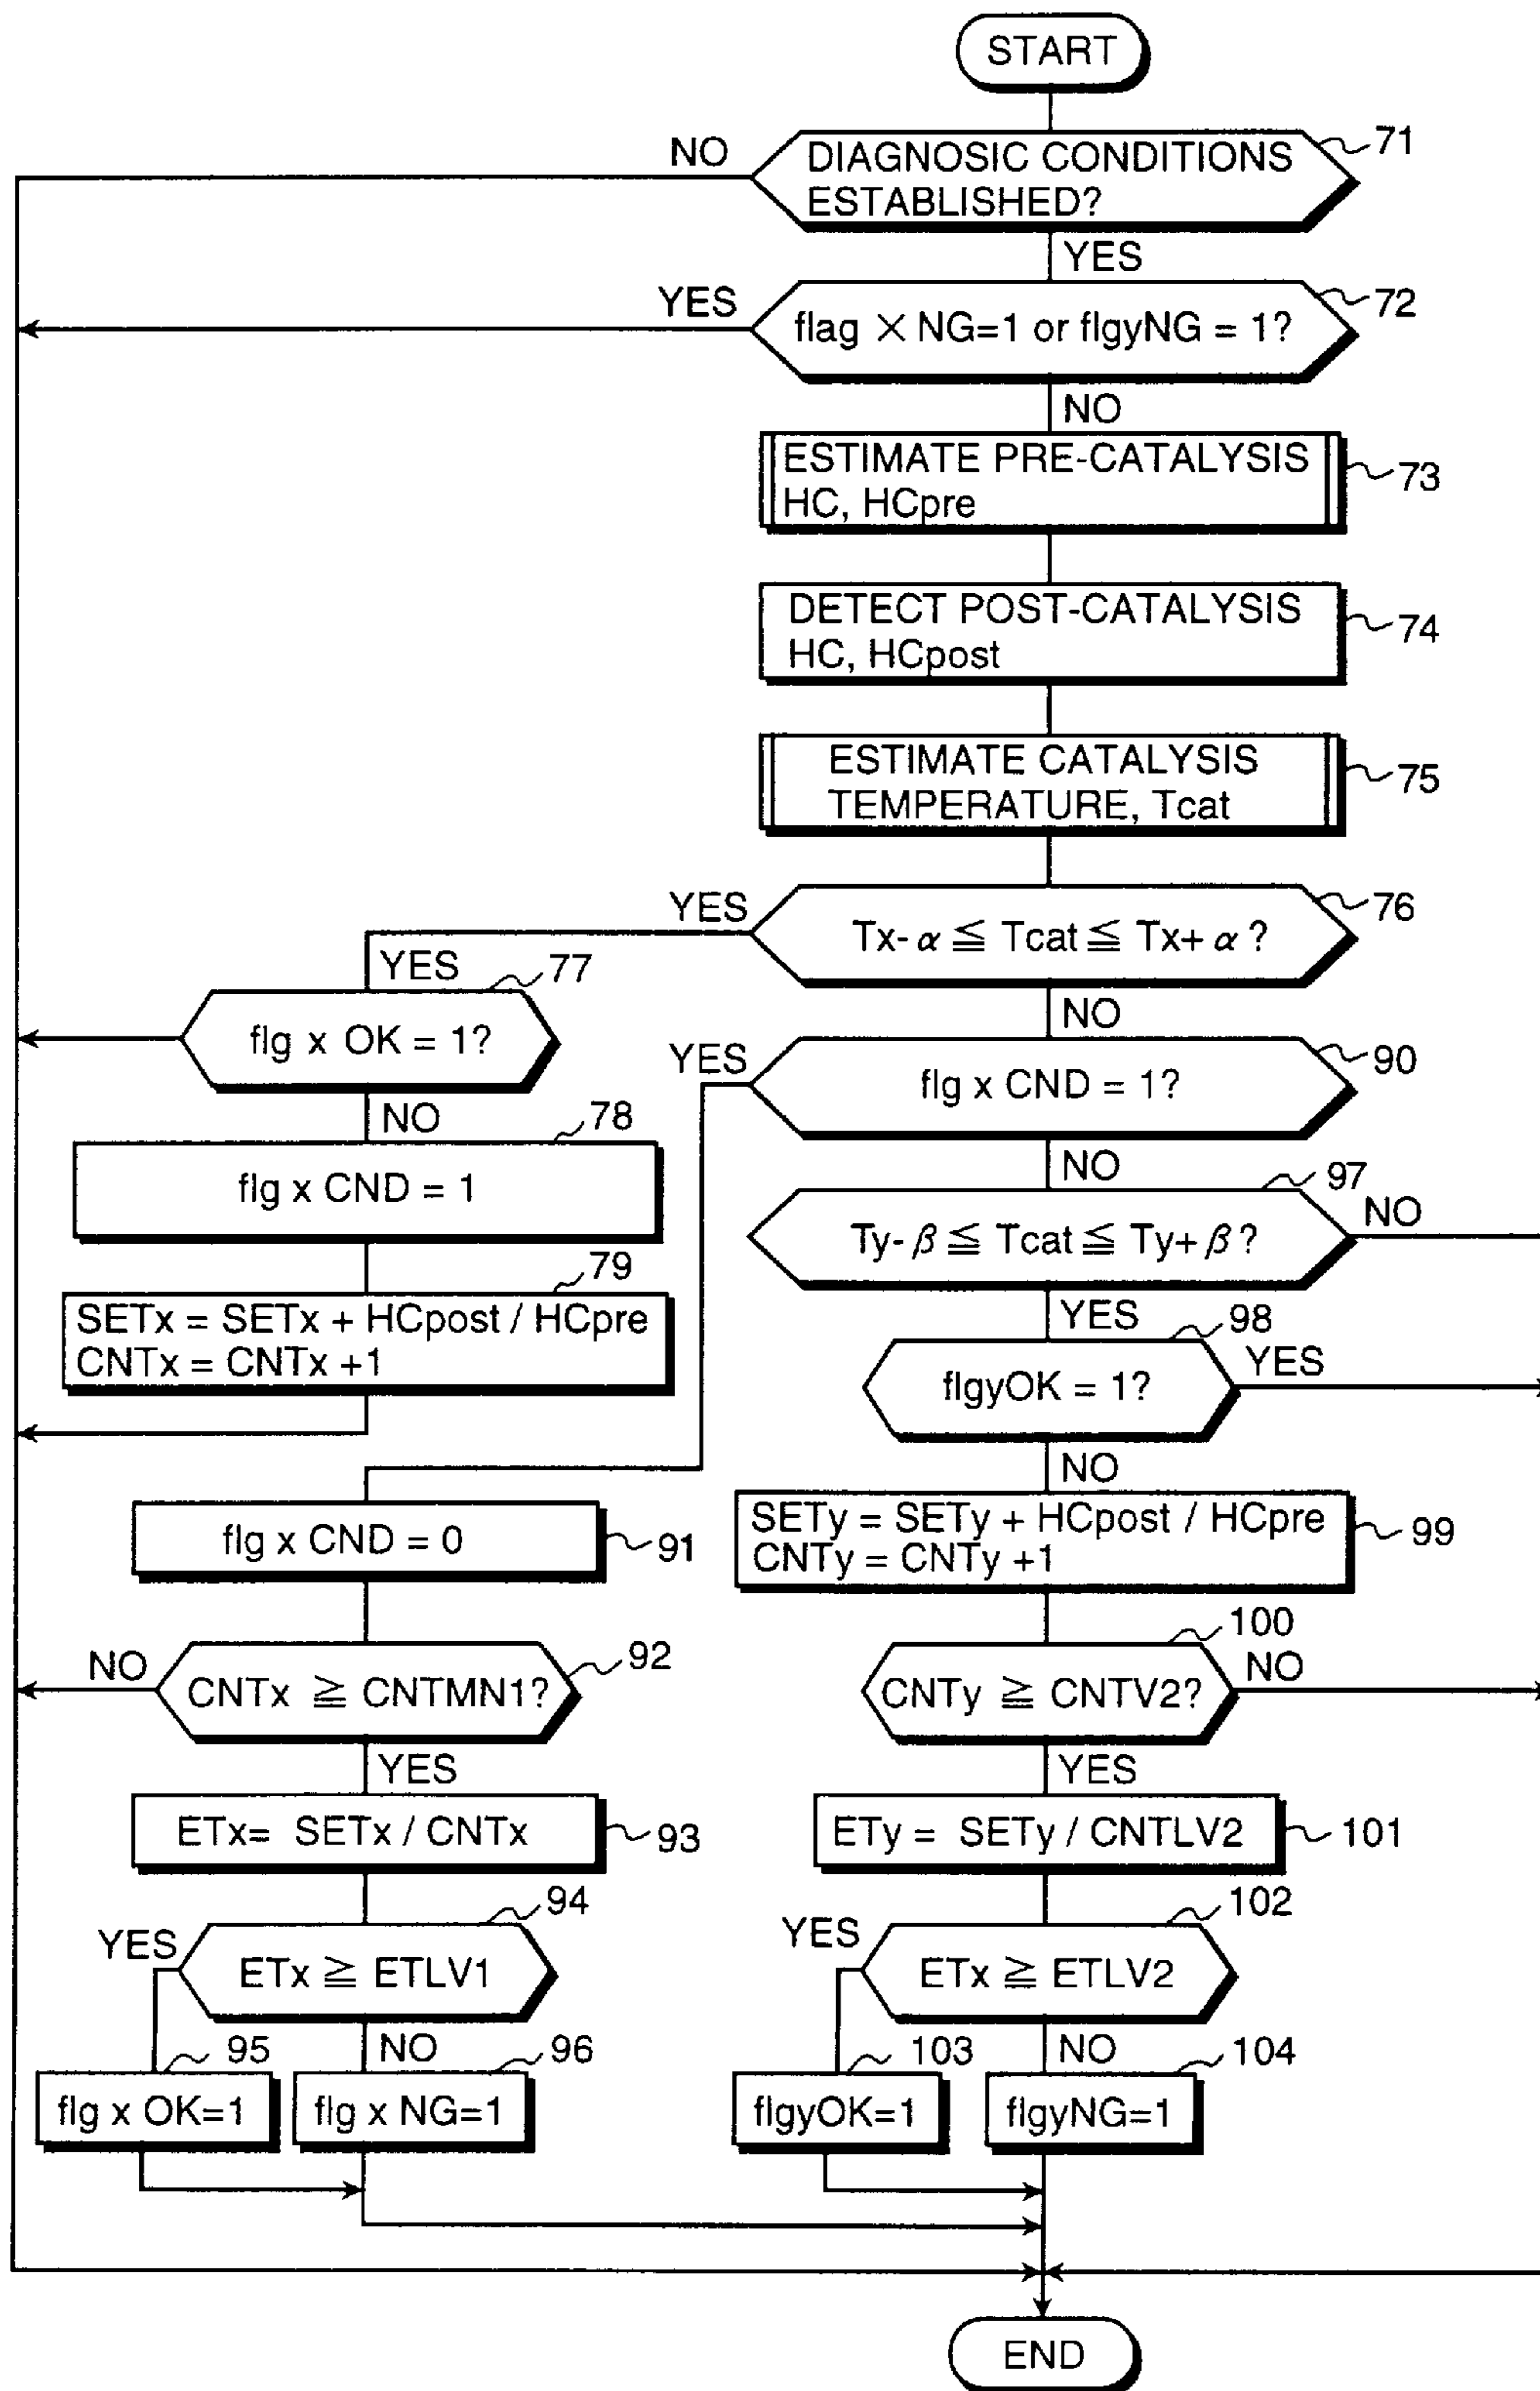 START
NO
DIAGNOSIC CONDITIONS
ESTABLISHED?
71
YES
YES
flag × NG=1 or flgyNG = 1?
72
NO
ESTIMATE PRE-CATALYSIS
HC, HCpre
73
DETECT POST-CATALYSIS
HC, HCpost
74
ESTIMATE CATALYSIS
TEMPERATURE, Tcat
75
YES
Tx- α ≦ Tcat ≦ Tx+ α ?
76
YES
77
NO
flg x OK = 1?
YES
flg x CND = 1?
90
NO
78
flg x CND = 1
NO
97
Ty- β ≦ Tcat ≦ Ty+ β ?
NO
79
SETx = SETx + HCpost / HCpre
CNTx = CNTx +1
YES
98
flgyOK = 1?
YES
NO
flg x CND = 0
91
SETy = SETy + HCpost / HCpre
CNTy = CNTy +1
99
NO
CNTx ≧ CNTMN1?
92
100
CNTy ≧ CNTV2?
NO
YES
YES
ETx= SETx / CNTx
93
ETy = SETy / CNTLV2
101
94
YES
ETx ≧ ETLV1
102
YES
ETx ≧ ETLV2
95
NO
96
103
NO
104
flg x OK=1
flg x NG=1
flgyOK=1
flgyNG=1
END